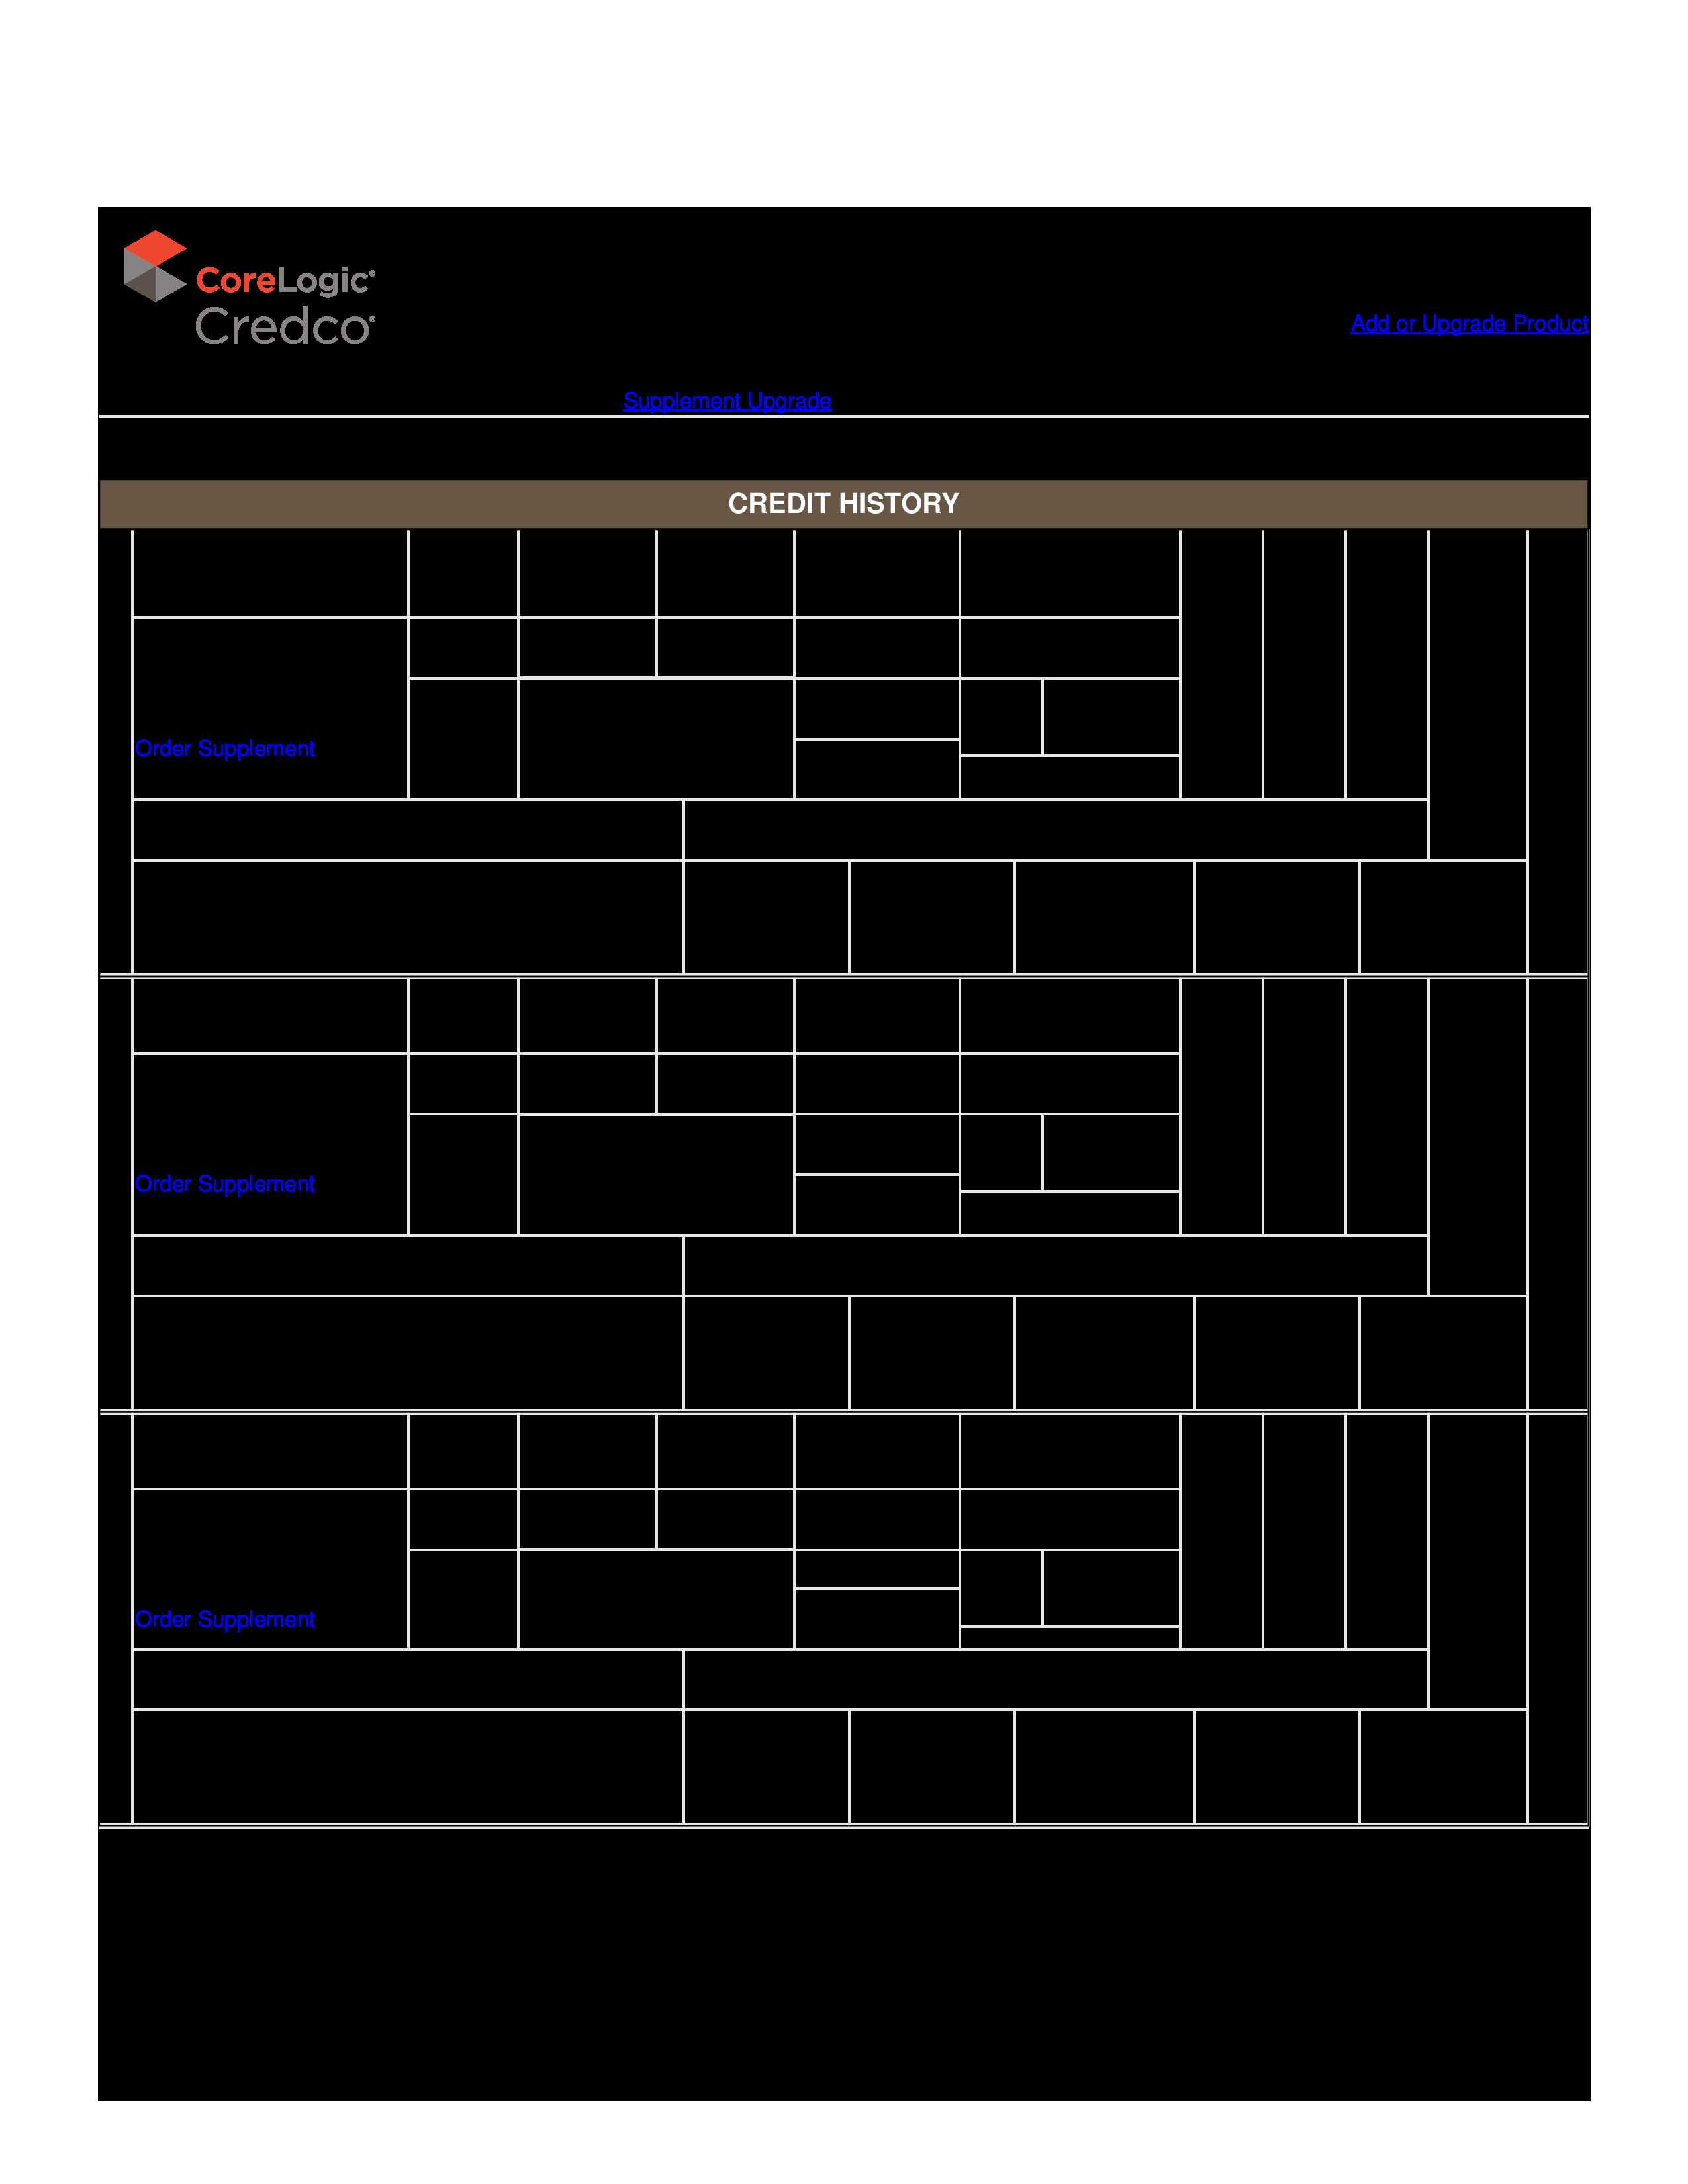 CoreLogic®
Credco®
Add or Upgrade Product
Supplement Upgrade
CREDIT HISTORY
Order Supplement
Order Supplement
Order Supplement